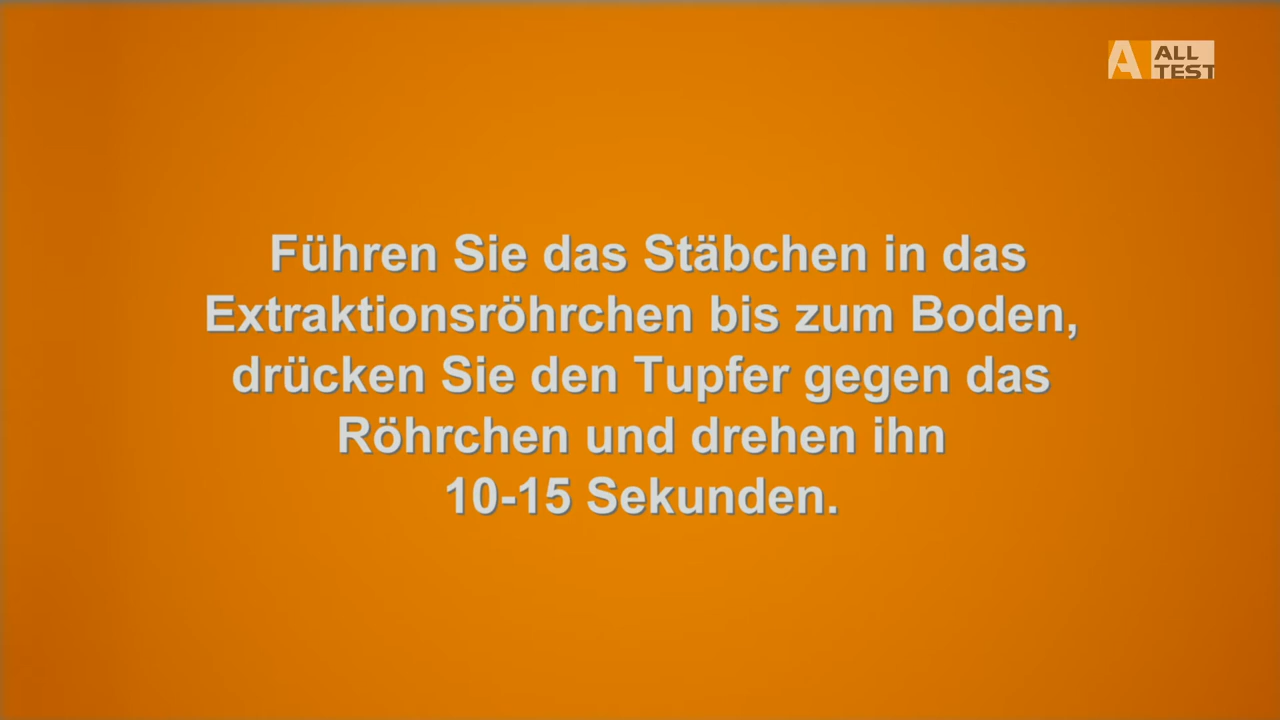 ALL
TEST
Führen Sie das Stäbchen in das
Extraktionsröhrchen bis zum Boden,
drücken Sie den Tupfer gegen das
Röhrchen und drehen ihn
10-15 Sekunden.